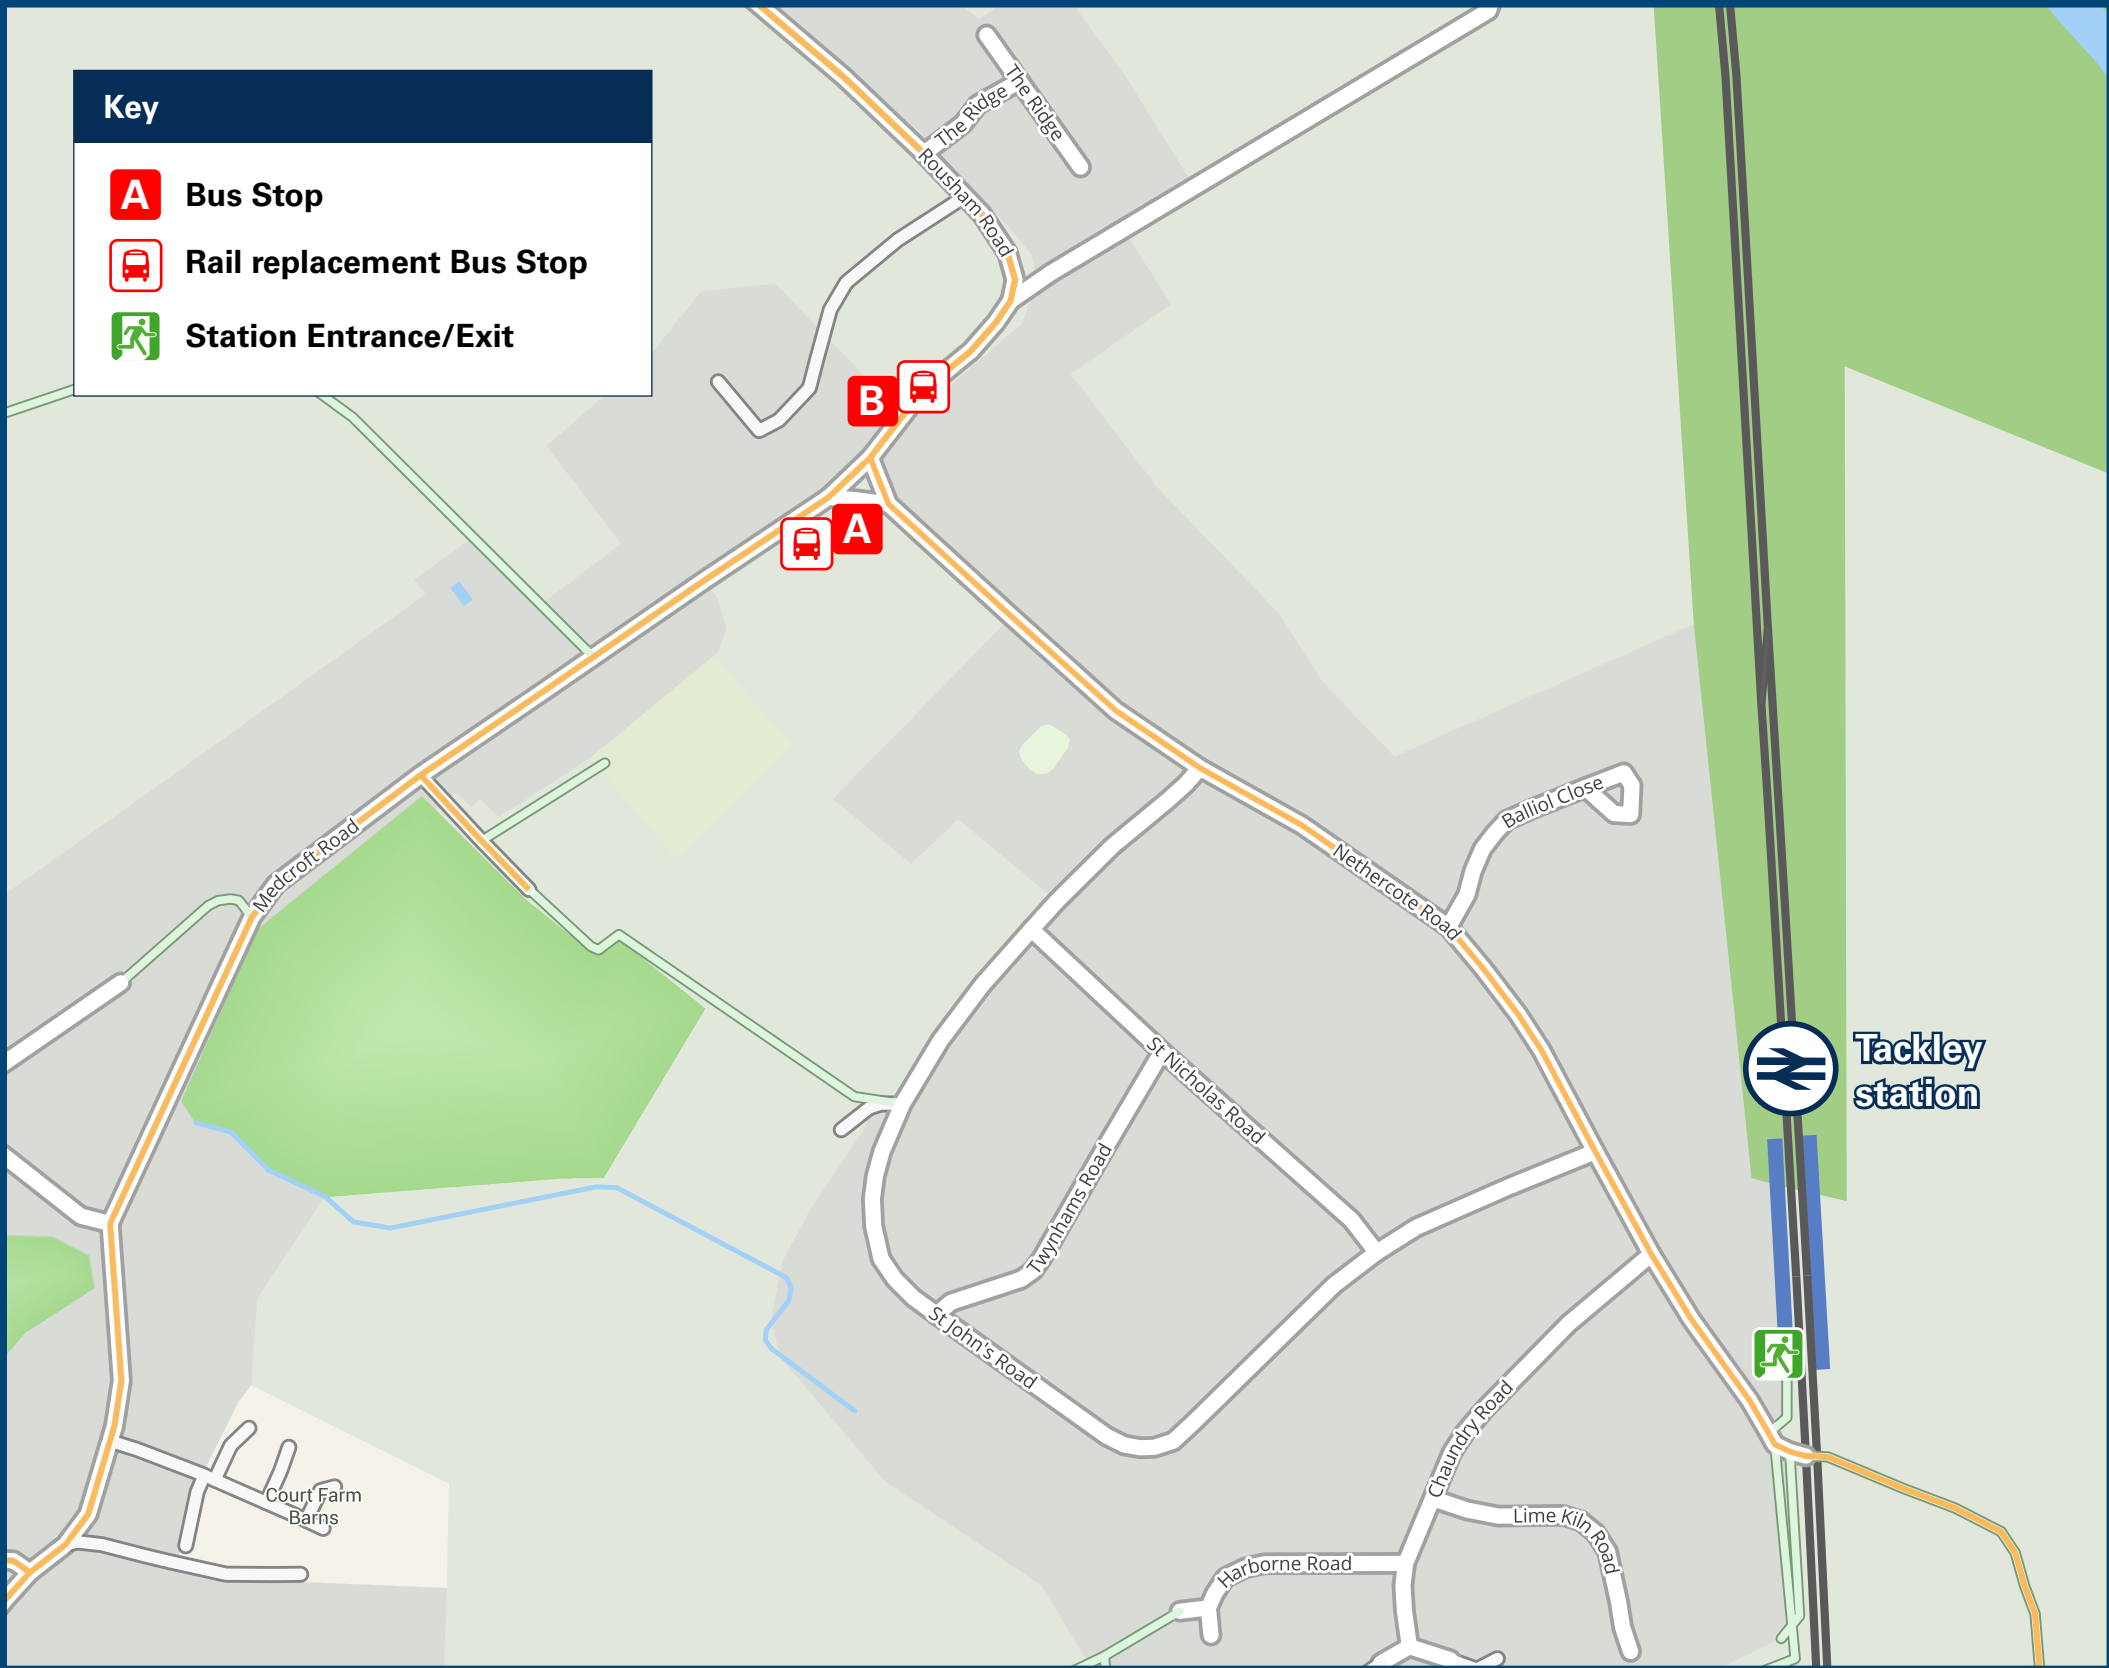 Key
A Bus Stop
Rail replacement Bus Stop
Station Entrance/Exit
The Ridge
The Ridge
Rousham Road
B
A
Medcroft Road
Balliol Close
Nethercote Road
Tackley
station
St Nicholas Road
Twynhams Road
St John's Road
Chaundry Road
Court Farm
Barns
Lime Kiln Road
Harborne Road